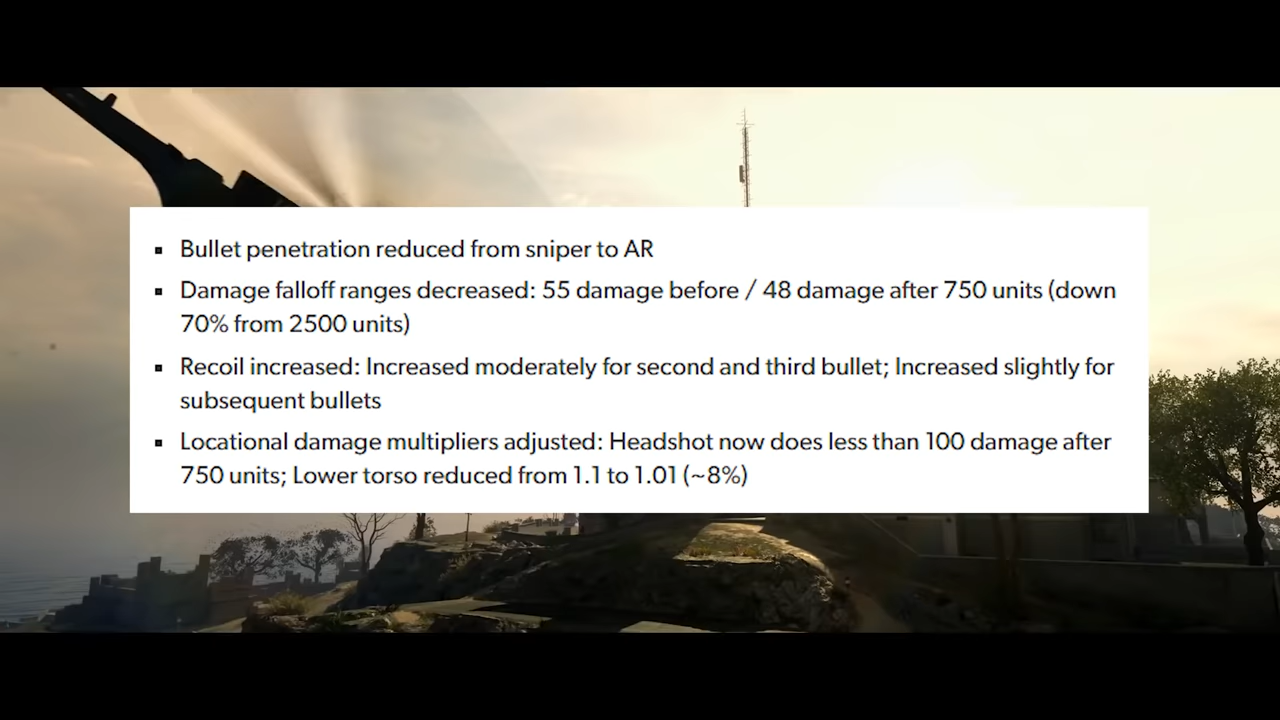 ▪ Bullet penetration reduced from sniper to AR
▪ Damage falloff ranges decreased: 55 damage before / 48 damage after 750 units (down
70% from 2500 units)
▪ Recoil increased: Increased moderately for second and third bullet; Increased slightly for
subsequent bullets
▪ Locational damage multipliers adjusted: Headshot now does less than 100 damage after
750 units; Lower torso reduced from 1.1 to 1.01 (~8%)